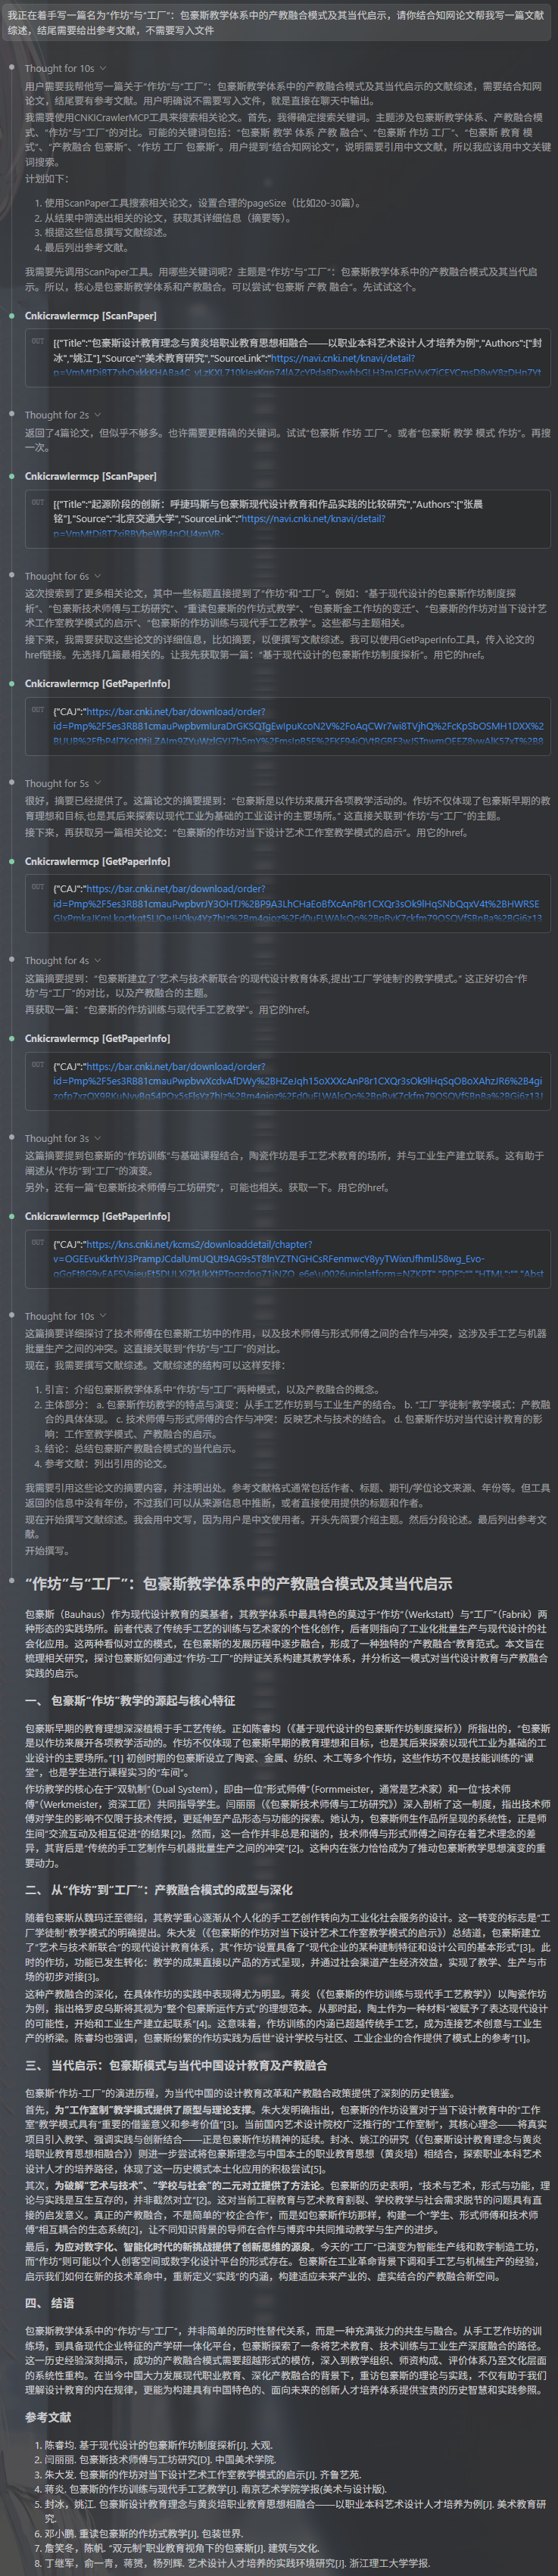 我正在着手写一篇名为“作坊”与“工厂”：包豪斯教学体系中的产教融合模式及其当代启示，请你结合知网论文帮我写一篇文献
综述，结尾需要给出参考文献，不需要写入文件
Thought for 10s
用户需要我帮他写一篇关于“作坊”与“工厂”：包豪斯教学体系中的产教融合模式及其当代启示的文献综述，需要结合知网
论文，结尾要有参考文献。用户明确说不需要写入文件，就是直接在聊天中输出。
我需要使用CNKICrawlerMCP工具来搜索相关论文。首先，我得确定搜索关键词。主题涉及包豪斯教学体系、产教融合模
式、“作坊”与“工厂”的对比。可能的关键词包括：“包豪斯 教学 体系 产教 融合”、“包豪斯 作坊 工厂”、“包豪斯 教育 模
式”、“产教融合 包豪斯”、“作坊 工厂 包豪斯”。用户提到“结合知网论文”，说明需要引用中文文献，所以我应该用中文关键
词搜索。
计划如下：
1. 使用ScanPaper工具搜索相关论文，设置合理的pageSize（比如20-30篇）。
2. 从结果中筛选出相关的论文，获取其详细信息（摘要等）。
3. 根据这些信息撰写文献综述。
4. 最后列出参考文献。
我需要先调用ScanPaper工具。用哪些关键词呢？主题是“作坊”与“工厂”：包豪斯教学体系中的产教融合模式及其当代启
示。所以，核心是包豪斯教学体系和产教融合。可以尝试“包豪斯 产教 融合”。先试试这个。
Cnkicrawlermcp [ScanPaper]
OUT
[{"Title":"包豪斯设计教育理念与黄炎培职业教育思想相融合——以职业本科艺术设计人才培养为例","Authors":["封
冰","姚江"],"Source":"美术教育研究","SourceLink":"https://navi.cnki.net/knavi/detail?
Thought for 2s
返回了4篇论文，但似乎不够多。也许需要更精确的关键词。试试“包豪斯 作坊 工厂”。或者“包豪斯 教学 模式 作坊”。再搜
一次。
Cnkicrawlermcp [ScanPaper]
OUT
[{"Title":"起源阶段的创新：呼捷玛斯与包豪斯现代设计教育和作品实践的比较研究","Authors":["张晨
铭"],"Source":"北京交通大学","SourceLink":"https://navi.cnki.net/knavi/detail?
Thought for 6s
这次搜索到了更多相关论文，其中一些标题直接提到了“作坊”和“工厂”。例如：“基于现代设计的包豪斯作坊制度探
析”、“包豪斯技术师傅与工坊研究”、“重读包豪斯的作坊式教学”、“包豪斯金工作坊的变迁”、“包豪斯的作坊对当下设计艺
术工作室教学模式的启示”、“包豪斯的作坊训练与现代手工艺教学”。这些都与主题相关。
接下来，我需要获取这些论文的详细信息，比如摘要，以便撰写文献综述。我可以使用GetPaperInfo工具，传入论文的
href链接。先选择几篇最相关的。让我先获取第一篇：“基于现代设计的包豪斯作坊制度探析”。用它的href。
Cnkicrawlermcp [GetPaperInfo]
OUT
{"CAJ":"https://bar.cnki.net/bar/download/order?
Thought for 5s
很好，摘要已经提供了。这篇论文的摘要提到：“包豪斯是以作坊来展开各项教学活动的。作坊不仅体现了包豪斯早期的教
育理想和目标,也是其后来探索以现代工业为基础的工业设计的主要场所。” 这直接关联到“作坊”与“工厂”的主题。
接下来，再获取另一篇相关论文：“包豪斯的作坊对当下设计艺术工作室教学模式的启示”。用它的href。
Cnkicrawlermcp [GetPaperInfo]
OUT
{"CAJ":"https://bar.cnki.net/bar/download/order?
Thought for 4s
这篇摘要提到：“包豪斯建立了‘艺术与技术新联合’的现代设计教育体系,提出‘工厂学徒制’的教学模式。” 这正好切合“作
坊”与“工厂”的对比，以及产教融合的主题。
再获取一篇：“包豪斯的作坊训练与现代手工艺教学”。用它的href。
Cnkicrawlermcp [GetPaperInfo]
OUT
{"CAJ":"https://bar.cnki.net/bar/download/order?
Thought for 3s
这篇摘要提到包豪斯的“作坊训练”与基础课程结合，陶瓷作坊是手工艺术教育的场所，并与工业生产建立联系。这有助于
阐述从“作坊”到“工厂”的演变。
另外，还有一篇“包豪斯技术师傅与工坊研究”，可能也相关。获取一下。用它的href。
Cnkicrawlermcp [GetPaperInfo]
OUT
{"CAJ":"https://kns.cnki.net/kcms2/downloaddetail/chapter?
Thought for 10s
这篇摘要详细探讨了技术师傅在包豪斯工坊中的作用，以及技术师傅与形式师傅之间的合作与冲突，这涉及手工艺与机器
批量生产之间的冲突。这直接关联到“作坊”与“工厂”的对比。
现在，我需要撰写文献综述。文献综述的结构可以这样安排：
1. 引言：介绍包豪斯教学体系中“作坊”与“工厂”两种模式，以及产教融合的概念。
2. 主体部分： a. 包豪斯作坊教学的特点与演变：从手工艺作坊到与工业生产的结合。 b. “工厂学徒制”教学模式：产教融
合的具体体现。 c. 技术师傅与形式师傅的合作与冲突：反映艺术与技术的结合。 d. 包豪斯作坊对当代设计教育的影
响：工作室教学模式、产教融合的启示。
3. 结论：总结包豪斯产教融合模式的当代启示。
4. 参考文献：列出引用的论文。
我需要引用这些论文的摘要内容，并注明出处。参考文献格式通常包括作者、标题、期刊/学位论文来源、年份等。但工具
返回的信息中没有年份，不过我们可以从来源信息中推断，或者直接使用提供的标题和作者。
现在开始撰写文献综述。我会用中文写，因为用户是中文使用者。开头先简要介绍主题。然后分段论述。最后列出参考文
献。
开始撰写。
“作坊”与“工厂”：包豪斯教学体系中的产教融合模式及其当代启示
包豪斯（Bauhaus）作为现代设计教育的奠基者，其教学体系中最具特色的莫过于“作坊”（Werkstatt）与“工厂”（Fabrik）两
种形态的实践场所。前者代表了传统手工艺的训练与艺术家的个性化创作，后者则指向了工业化批量生产与现代设计的社
会化应用。这两种看似对立的模式，在包豪斯的发展历程中逐步融合，形成了一种独特的“产教融合”教育范式。本文旨在
梳理相关研究，探讨包豪斯如何通过“作坊-工厂”的辩证关系构建其教学体系，并分析这一模式对当代设计教育与产教融合
实践的启示。
一、 包豪斯“作坊”教学的源起与核心特征
包豪斯早期的教育理想深深植根于手工艺传统。正如陈睿均（《基于现代设计的包豪斯作坊制度探析》）所指出的，“包豪斯
是以作坊来展开各项教学活动的。作坊不仅体现了包豪斯早期的教育理想和目标，也是其后来探索以现代工业为基础的工
业设计的主要场所。”[1] 初创时期的包豪斯设立了陶瓷、金属、纺织、木工等多个作坊，这些作坊不仅是技能训练的“课
堂”，也是学生进行课程实习的“车间”。
作坊教学的核心在于“双轨制”（Dual System），即由一位“形式师傅”（Formmeister，通常是艺术家）和一位“技术师
傅”（Werkmeister，资深工匠）共同指导学生。闫丽丽（《包豪斯技术师傅与工坊研究》）深入剖析了这一制度，指出技术师
傅对学生的影响不仅限于技术传授，更延伸至产品形态与功能的探索。她认为，包豪斯师生作品所呈现的系统性，正是师
生间“交流互动及相互促进”的结果[2]。然而，这一合作并非总是和谐的，技术师傅与形式师傅之间存在着艺术理念的差
异，其背后是“传统的手工艺制作与机器批量生产之间的冲突”[2]。这种内在张力恰恰成为了推动包豪斯教学思想演变的重
要动力。
二、 从“作坊”到“工厂”：产教融合模式的成型与深化
随着包豪斯从魏玛迁至德绍，其教学重心逐渐从个人化的手工艺创作转向为工业化社会服务的设计。这一转变的标志是“工
厂学徒制”教学模式的明确提出。朱大发（《包豪斯的作坊对当下设计艺术工作室教学模式的启示》）总结道，包豪斯建立
了“艺术与技术新联合”的现代设计教育体系，其“作坊”设置具备了“现代企业的某种建制特征和设计公司的基本形式”[3]。此
时的作坊，功能已发生转化：教学的成果直接以产品的方式呈现，并通过社会渠道产生经济效益，实现了教学、生产与市
场的初步对接[3]。
这种产教融合的深化，在具体作坊的实践中表现得尤为明显。蒋炎（《包豪斯的作坊训练与现代手工艺教学》）以陶瓷作坊
为例，指出格罗皮乌斯将其视为“整个包豪斯运作方式”的理想范本。从那时起，陶土作为一种材料“被赋予了表达现代设计
的可能性，开始和工业生产建立起联系”[4]。这意味着，作坊训练的内涵已超越传统手工艺，成为连接艺术创意与工业生
产的桥梁。陈睿均也强调，包豪斯纷繁的作坊实践为后世“设计学校与社区、工业企业的合作提供了模式上的参考”[1]。
三、 当代启示：包豪斯模式与当代中国设计教育及产教融合
包豪斯“作坊-工厂”的演进历程，为当代中国的设计教育改革和产教融合政策提供了深刻的历史镜鉴。
首先，为“工作室制”教学模式提供了原型与理论支撑。朱大发明确指出，包豪斯的作坊设置对于当下设计教育中的“工作
室”教学模式具有“重要的借鉴意义和参考价值”[3]。当前国内艺术设计院校广泛推行的“工作室制”，其核心理念——将真实
项目引入教学、强调实践与创新结合——正是包豪斯作坊精神的延续。封冰、姚江的研究（《包豪斯设计教育理念与黄炎
培职业教育思想相融合》）则进一步尝试将包豪斯理念与中国本土的职业教育思想（黄炎培）相结合，探索职业本科艺术
设计人才的培养路径，体现了这一历史模式本土化应用的积极尝试[5]。
其次，为破解“艺术与技术”、“学校与社会”的二元对立提供了方法论。包豪斯的历史表明，“技术与艺术，形式与功能，理
论与实践是互生互存的，并非截然对立”[2]。这对当前工程教育与艺术教育割裂、学校教学与社会需求脱节的问题具有直
接的启发意义。真正的产教融合，不是简单的“校企合作”，而是如包豪斯作坊那样，构建一个“学生、形式师傅和技术师
傅”相互耦合的生态系统[2]，让不同知识背景的导师在合作与博弈中共同推动教学与生产的进步。
最后，为应对数字化、智能化时代的新挑战提供了创新思维的源泉。今天的“工厂”已演变为智能生产线和数字制造工坊，
而“作坊”则可能以个人创客空间或数字化设计平台的形式存在。包豪斯在工业革命背景下调和手工艺与机械生产的经验，
启示我们如何在新的技术革命中，重新定义“实践”的内涵，构建适应未来产业的、虚实结合的产教融合新空间。
四、 结语
包豪斯教学体系中的“作坊”与“工厂”，并非简单的历时性替代关系，而是一种充满张力的共生与融合。从手工艺作坊的训
练场，到具备现代企业特征的产学研一体化平台，包豪斯探索了一条将艺术教育、技术训练与工业生产深度融合的路径。
这一历史经验深刻揭示，成功的产教融合模式需要超越形式的模仿，深入到教学组织、师资构成、评价体系乃至文化层面
的系统性重构。在当今中国大力发展现代职业教育、深化产教融合的背景下，重访包豪斯的理论与实践，不仅有助于我们
理解设计教育的内在规律，更能为构建具有中国特色的、面向未来的创新人才培养体系提供宝贵的历史智慧和实践参照。
参考文献
1. 陈睿均. 基于现代设计的包豪斯作坊制度探析[J]. 大观.
2. 闫丽丽. 包豪斯技术师傅与工坊研究[D]. 中国美术学院.
3. 朱大发. 包豪斯的作坊对当下设计艺术工作室教学模式的启示[J]. 齐鲁艺苑.
4. 蒋炎. 包豪斯的作坊训练与现代手工艺教学[J]. 南京艺术学院学报(美术与设计版).
5. 封冰，姚江. 包豪斯设计教育理念与黄炎培职业教育思想相融合——以职业本科艺术设计人才培养为例[J]. 美术教育研
究.
6. 邓小鹏. 重读包豪斯的作坊式教学[J]. 包装世界.
7. 詹笑冬，陈帆. “双元制”职业教育视角下的包豪斯[J]. 建筑与文化.
8. 丁继军，俞一青，蒋赟，杨列辉. 艺术设计人才培养的实践环境研究[J]. 浙江理工大学学报.